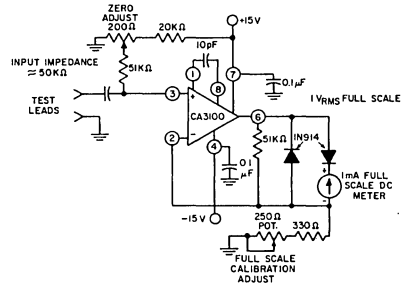 ZERO
ADJUST
200Ω
20KΩ
+15V
10pF
INPUT IMPEDANCE
≈ 50KΩ
51KΩ
1
8
7
0.1μF
TEST
LEADS
3
+
CA3100
6
1 VRMS FULL SCALE
2
-
4
0.1
μF
51KΩ
1N914
+
-
1mA FULL
SCALE DC
METER
-15V
250Ω
POT.
330Ω
FULL SCALE
CALIBRATION
ADJUST